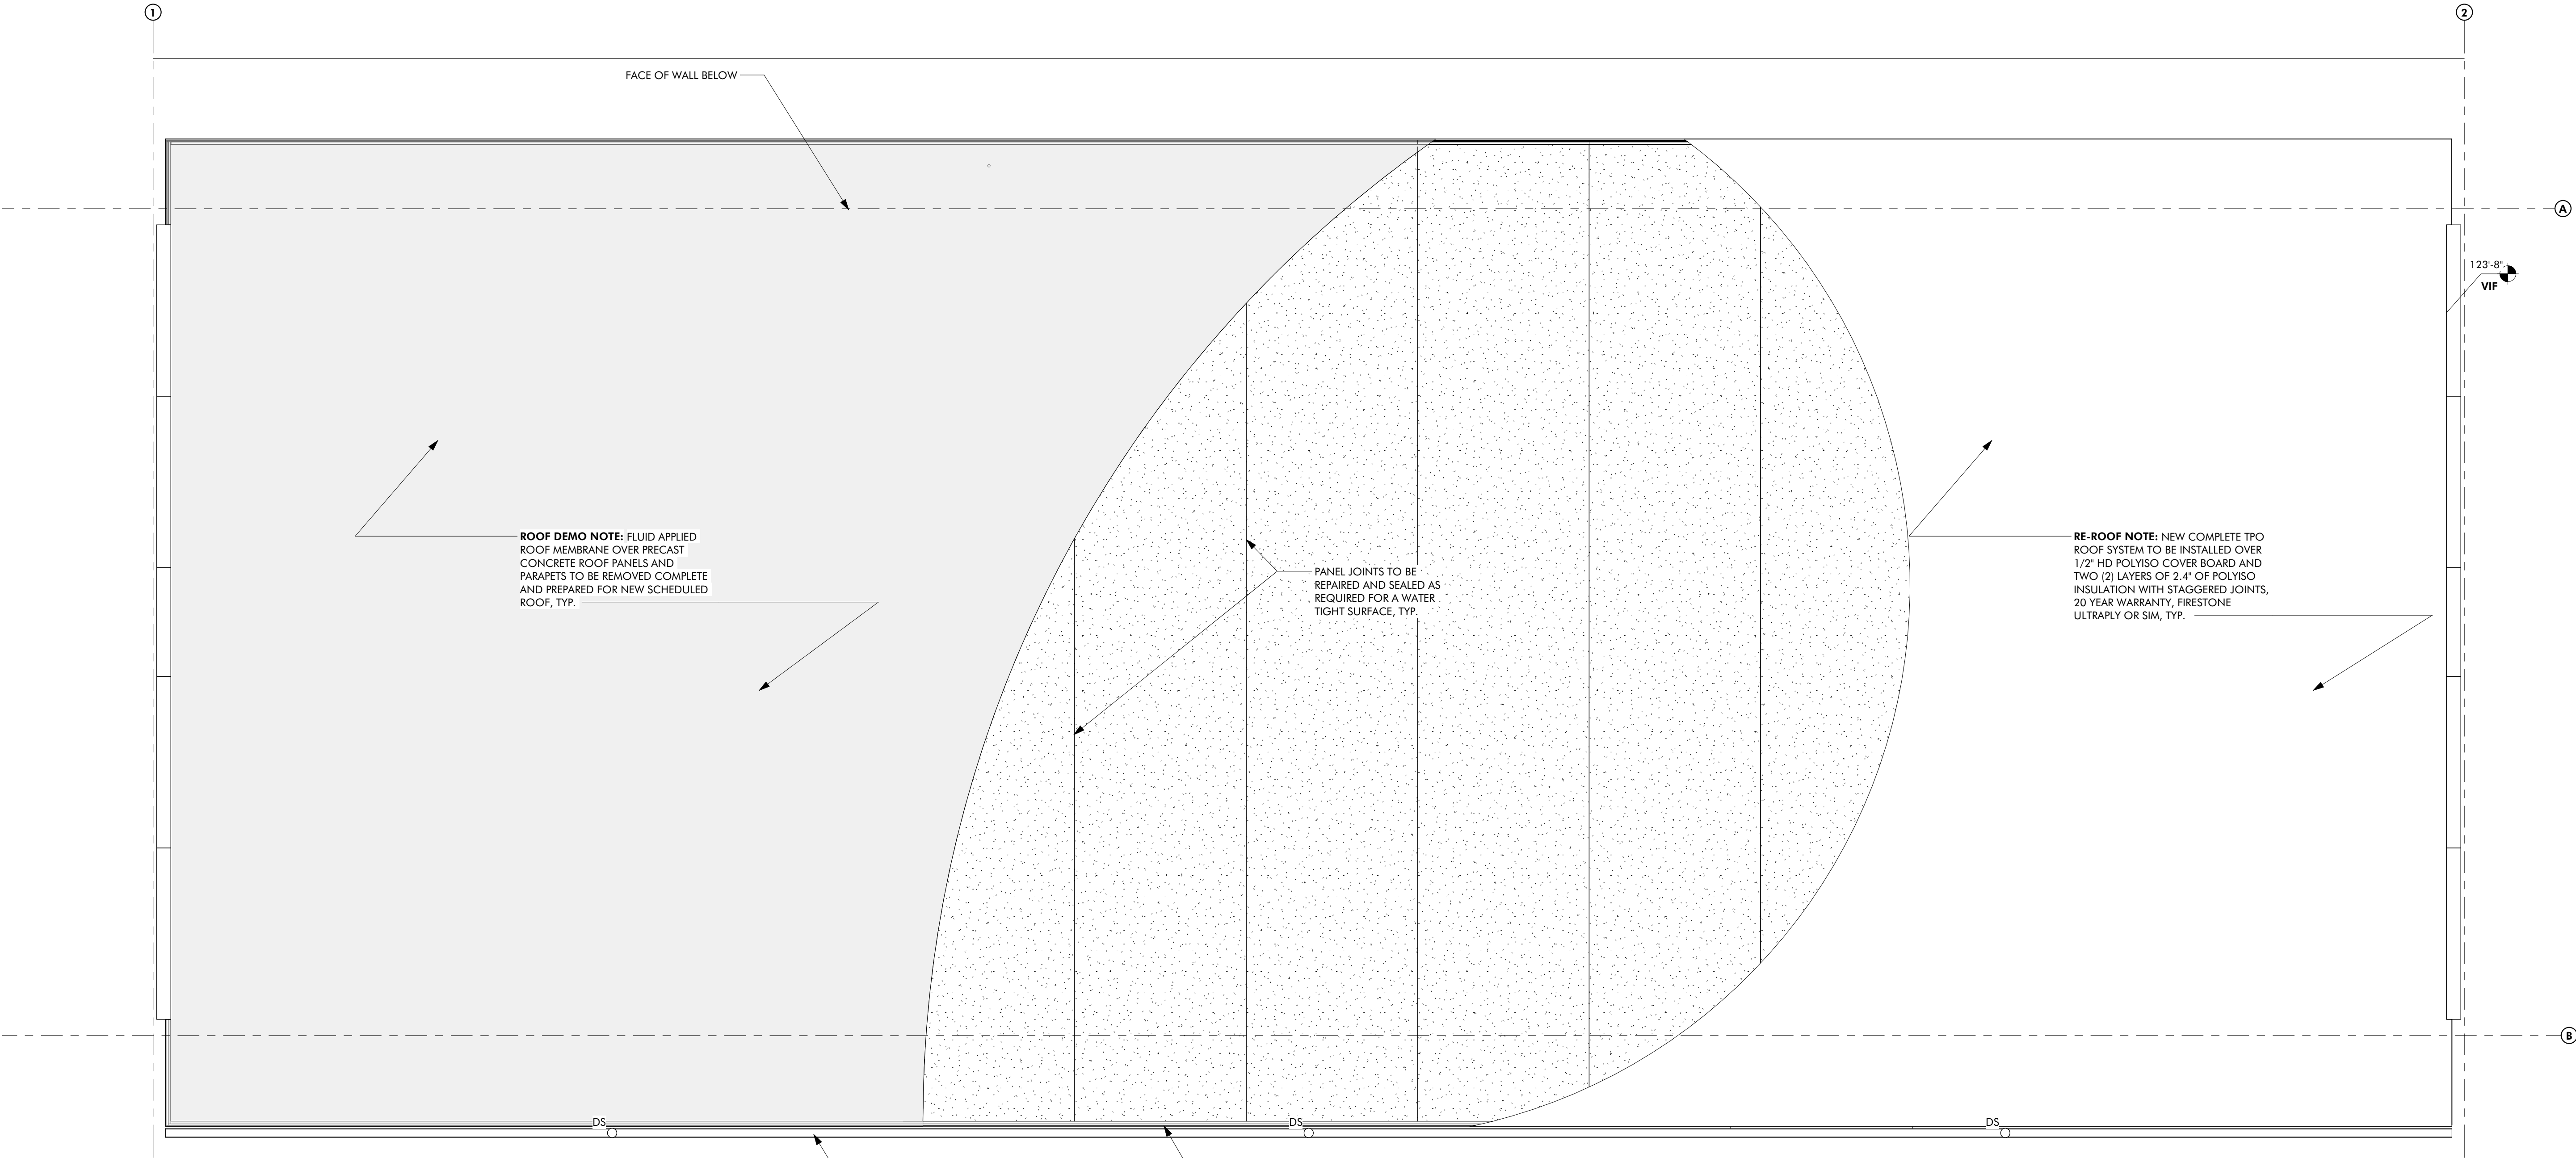 1
2
FACE OF WALL BELOW
A
123'-8"
VIF
ROOF DEMO NOTE: FLUID APPLIED
ROOF MEMBRANE OVER PRECAST
CONCRETE ROOF PANELS AND
PARAPETS TO BE REMOVED COMPLETE
AND PREPARED FOR NEW SCHEDULED
ROOF, TYP.
PANEL JOINTS TO BE
REPAIRED AND SEALED AS
REQUIRED FOR A WATER
TIGHT SURFACE, TYP.
RE-ROOF NOTE: NEW COMPLETE TPO
ROOF SYSTEM TO BE INSTALLED OVER
1/2" HD POLYISO COVER BOARD AND
TWO (2) LAYERS OF 2.4" OF POLYISO
INSULATION WITH STAGGERED JOINTS,
20 YEAR WARRANTY, FIRESTONE
ULTRAPLY OR SIM, TYP.
B
DS
DS
DS